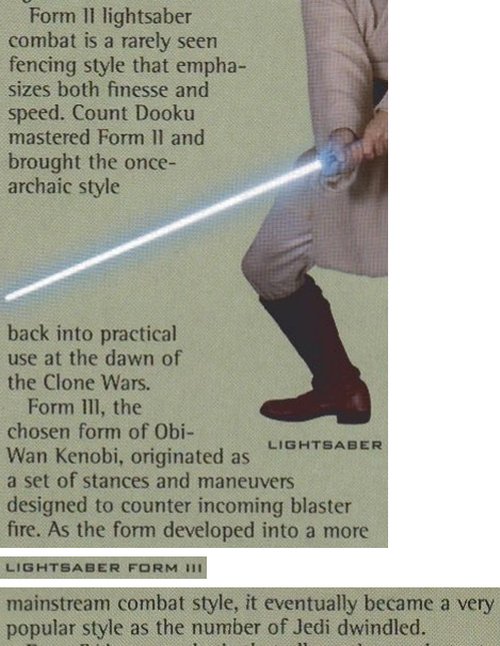 Form II lightsaber
combat is a rarely seen
fencing style that empha-
sizes both finesse and
speed. Count Dooku
mastered Form II and
brought the once-
archaic style
back into practical
use at the dawn of
the Clone Wars.
Form III, the
chosen form of Obi-
Wan Kenobi, originated as
a set of stances and maneuvers
designed to counter incoming blaster
fire. As the form developed into a more
LIGHTSABER
LIGHTSABER FORM III
mainstream combat style, it eventually became a very
popular style as the number of Jedi dwindled.